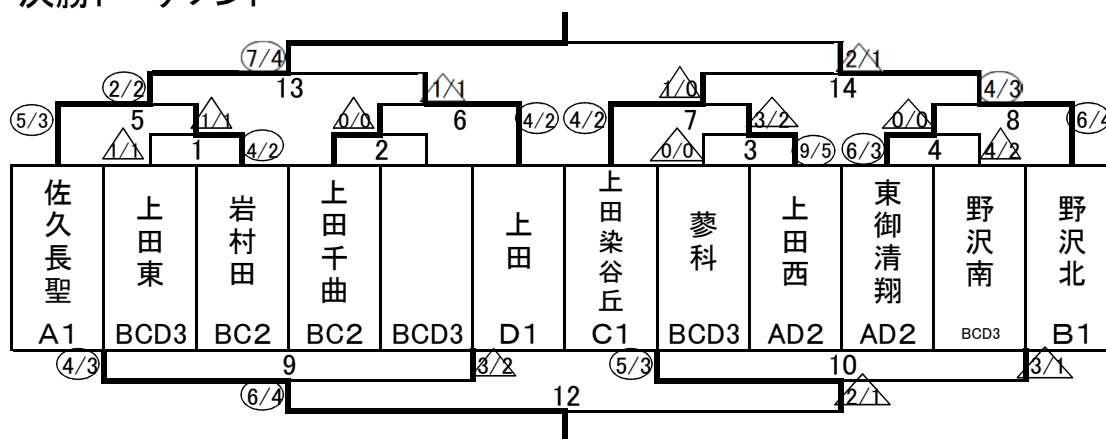 決勝トーナメント
7/4 2/1
2/2 13 1/1 1/0 14 4/3
5/3 5 1/1 0/0 6 4/2 4/2 7 3/2 0/0 8 6/4
1/1 1 4/2 2 0/0 3 9/5 6/3 4 4/2
佐久長聖 上田東 岩村田 上田千曲 上田 上田染谷丘 蓼科 上田西 東御清翔 野沢南 野沢北
A1 BCD3 BC2 BC2 BCD3 D1 C1 BCD3 AD2 AD2 BCD3 B1
4/3 9 3/2 5/3 10 3/1
6/4 12 2/1